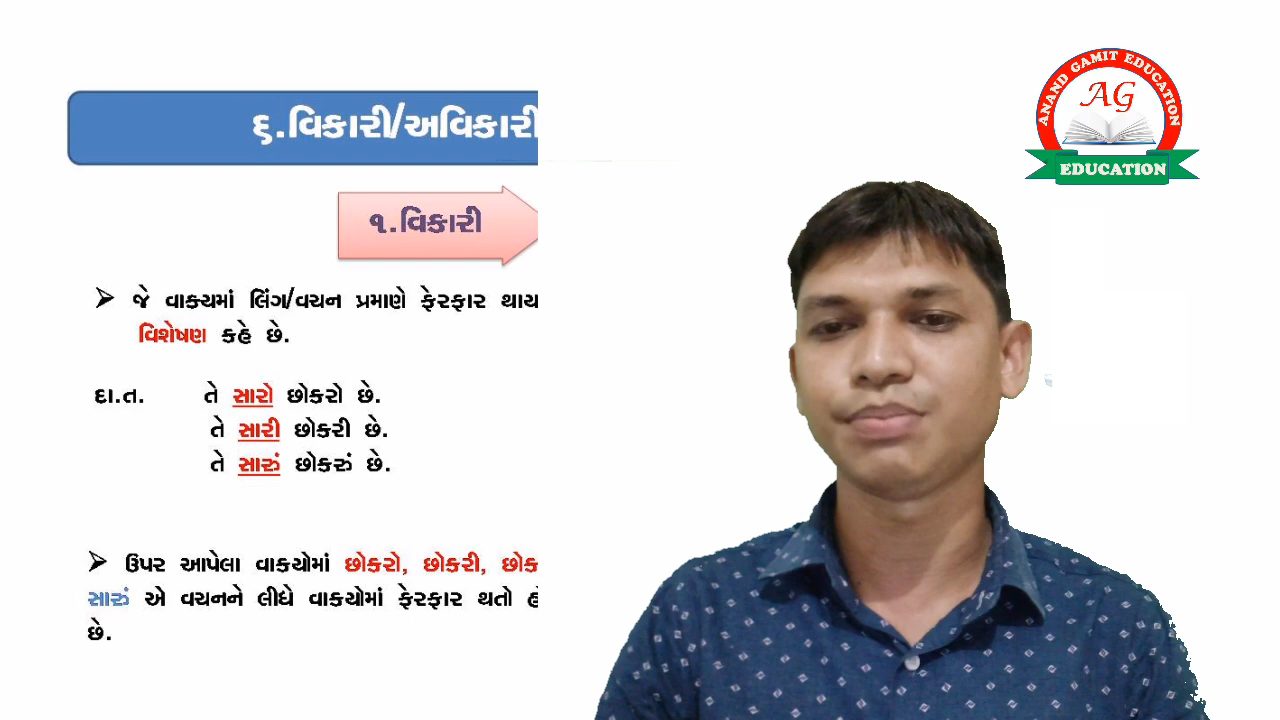 ૬.વિકારી/અવિકારી
૧.વિકારી
➢ જે વાક્યમાં લિંગ/વચન પ્રમાણે ફેરફાર થાય
વિશેષણ કહે છે.
દા.ત. તે સારો છોકરો છે.
તે સારી છોકરી છે.
તે સારું છોકરું છે.
➢ ઉપર આપેલા વાક્યોમાં છોકરો, છોકરી,
સારું એ વચનને લીધે વાક્યોમાં ફેરફાર થતો
છે.
ANAND GAMIT EDUCATION
AG
EDUCATION